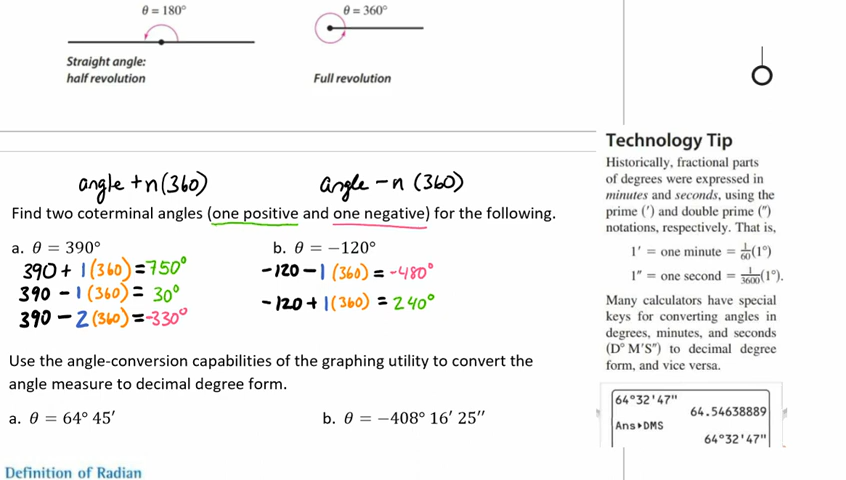 θ = 180°
θ = 360°
Straight angle:
half revolution
Full revolution
angle + n(360)
angle − n (360)
Find two coterminal angles (one positive and one negative) for the following.
a. θ = 390°
390 + 1(360) = 750°
390 − 1(360) = 30°
390 − 2(360) = -330°
b. θ = −120°
-120 − 1(360) = -480°
-120 + 1(360) = 240°
Use the angle-conversion capabilities of the graphing utility to convert the
angle measure to decimal degree form.
a. θ = 64° 45′
b. θ = −408° 16′ 25′′
Definition of Radian
Technology Tip
Historically, fractional parts
of degrees were expressed in
minutes and seconds, using the
prime (′) and double prime (″)
notations, respectively. That is,
1′ = one minute = 1/60(1°)
1″ = one second = 1/3600(1°).
Many calculators have special
keys for converting angles in
degrees, minutes, and seconds
(D° M′S″) to decimal degree
form, and vice versa.
64°32'47"
64.54638889
Ans▸DMS
64°32'47"